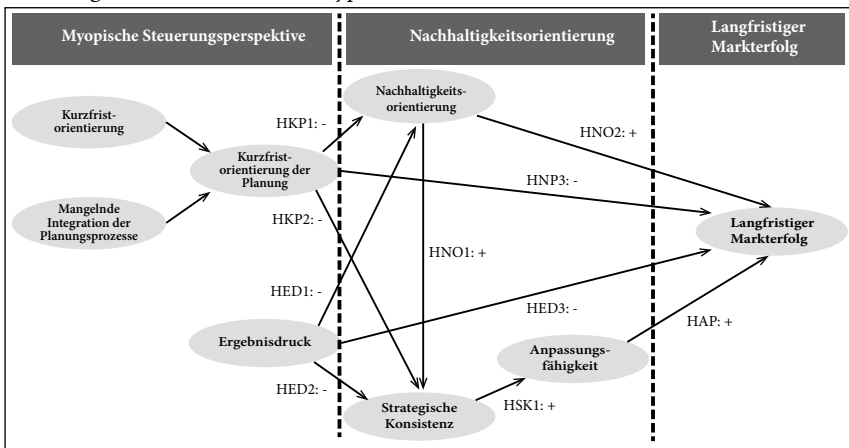 Myopische Steuerungsperspektive
Nachhaltigkeitsorientierung
Langfristiger
Markterfolg
Kurzfrist-
orientierung
Mangelnde
Integration der
Planungsprozesse
Kurzfrist-
orientierung der
Planung
Ergebnisdruck
HKP1: -
HKP2: -
HED1: -
HED2: -
Nachhaltigkeits-
orientierung
HNO1: +
Strategische
Konsistenz
HSK1: +
Anpassungs-
fähigkeit
HNO2: +
HNP3: -
HED3: -
HAP: +
Langfristiger
Markterfolg